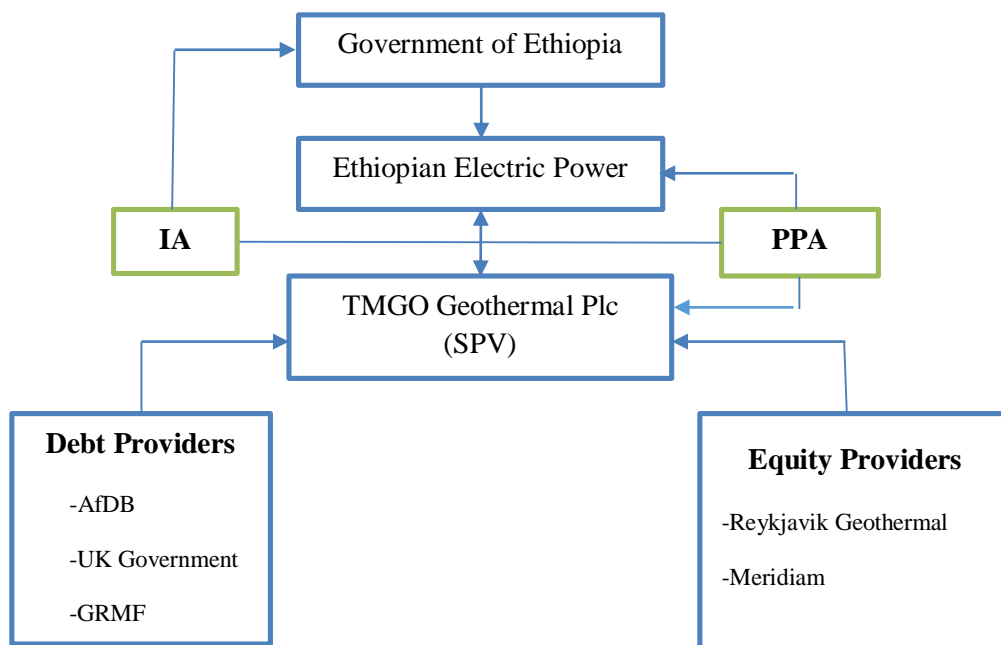 Government of Ethiopia
Ethiopian Electric Power
IA
PPA
TMGO Geothermal Plc
(SPV)
Debt Providers
-AfDB
-UK Government
-GRMF
Equity Providers
-Reykjavik Geothermal
-Meridiam